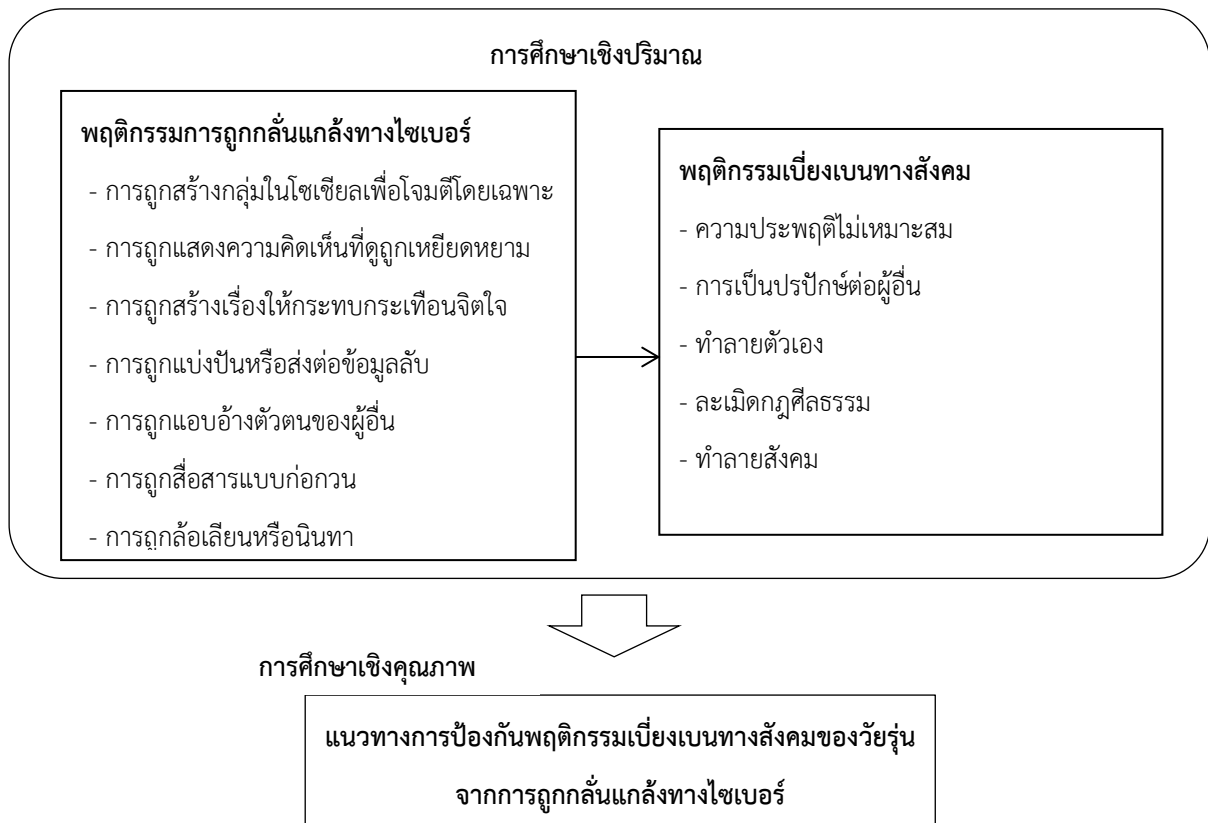 การศึกษาเชิงปริมาณ
พฤติกรรมการถูกกลั่นแกล้งทางไซเบอร์
- การถูกสร้างกลุ่มในโซเชียลเพื่อโจมตีโดยเฉพาะ
- การถูกแสดงความคิดเห็นที่ดูถูกเหยียดหยาม
- การถูกสร้างเรื่องให้กระทบกระเทือนจิตใจ
- การถูกแบ่งปันหรือส่งต่อข้อมูลลับ
- การถูกแอบอ้างตัวตนของผู้อื่น
- การถูกสื่อสารแบบก่อกวน
- การถูกล้อเลียนหรือนินทา
พฤติกรรมเบี่ยงเบนทางสังคม
- ความประพฤติไม่เหมาะสม
- การเป็นปรปักษ์ต่อผู้อื่น
- ทำลายตัวเอง
- ละเมิดกฎศีลธรรม
- ทำลายสังคม
การศึกษาเชิงคุณภาพ
แนวทางการป้องกันพฤติกรรมเบี่ยงเบนทางสังคมของวัยรุ่น
จากการถูกกลั่นแกล้งทางไซเบอร์